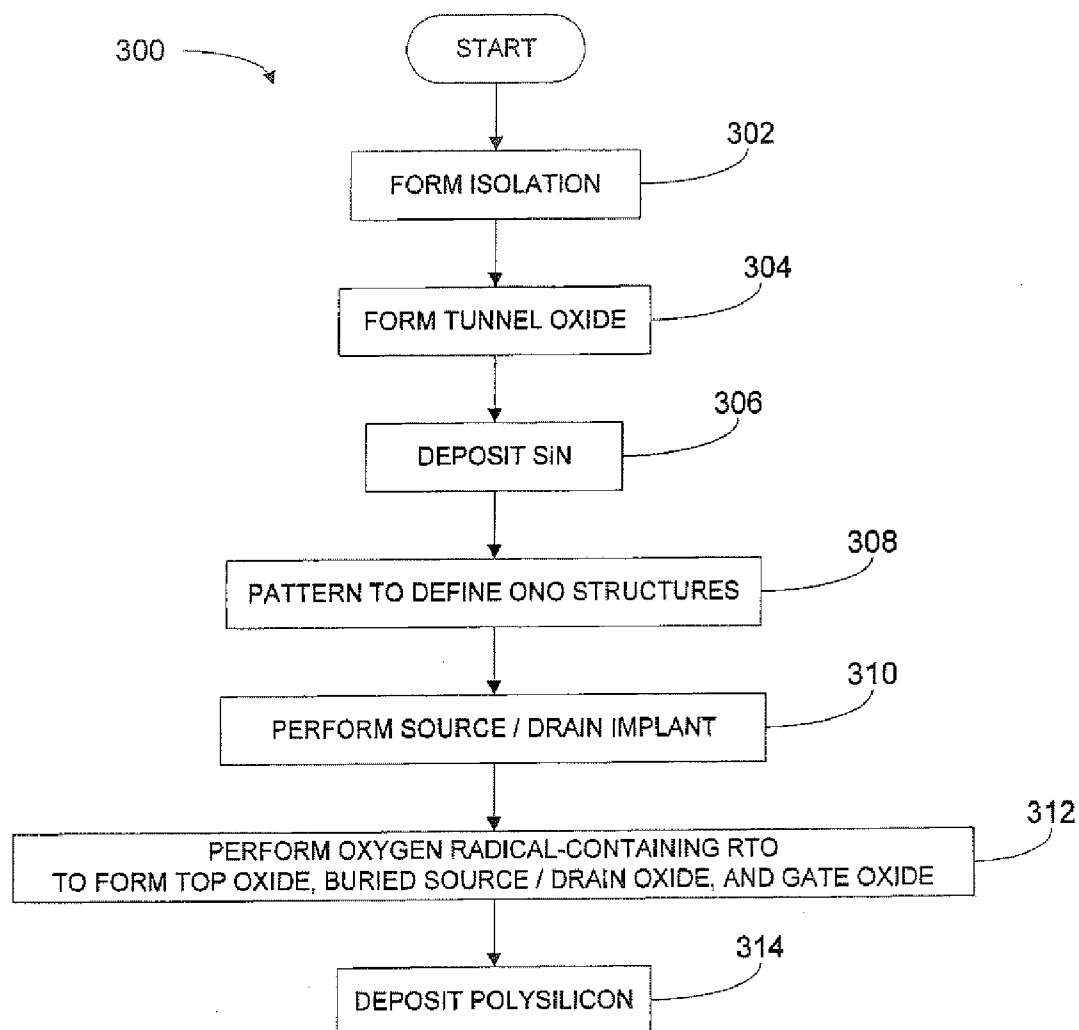 START
300
302
FORM ISOLATION
304
FORM TUNNEL OXIDE
306
DEPOSIT SiN
308
PATTERN TO DEFINE ONO STRUCTURES
310
PERFORM SOURCE / DRAIN IMPLANT
312
PERFORM OXYGEN RADICAL-CONTAINING RTO
TO FORM TOP OXIDE, BURIED SOURCE / DRAIN OXIDE, AND GATE OXIDE
314
DEPOSIT POLYSILICON